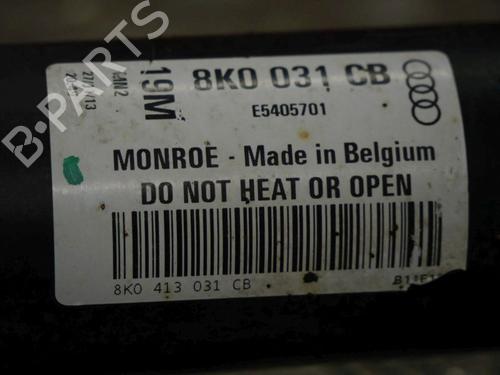 B-PARTS
19M
8K0 031 CB
E5405701
MONROE - Made in Belgium
DO NOT HEAT OR OPEN
8K0 413 031 CB